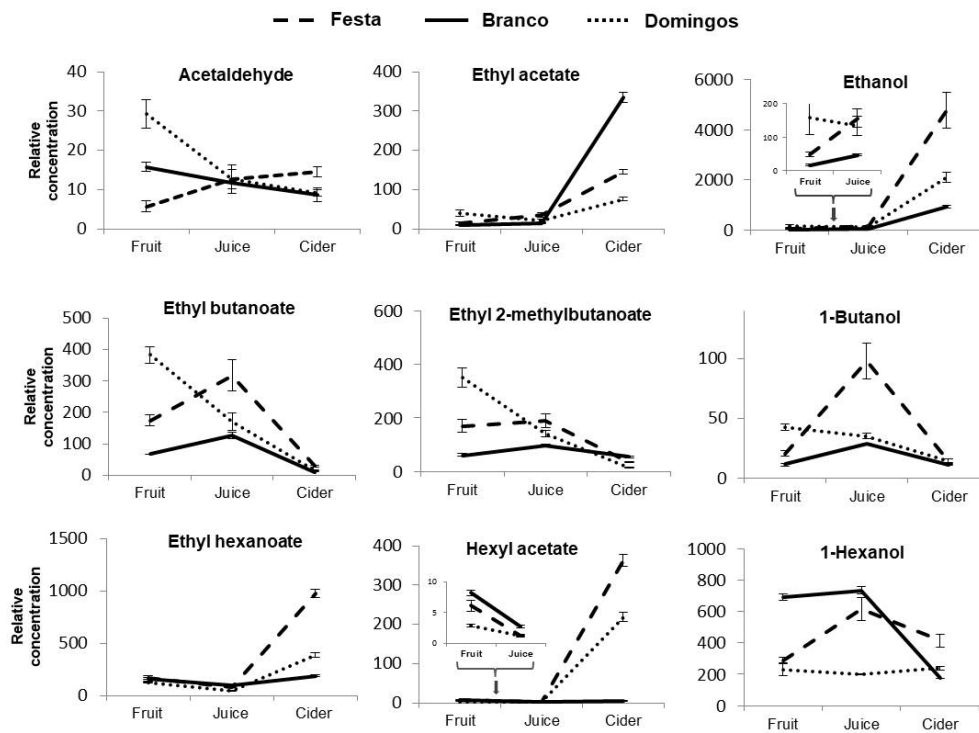 Festa Branco Domingos
Acetaldehyde
Relative
concentration
40
30
20
10
0
Fruit Juice Cider
Ethyl acetate
400
300
200
100
0
Fruit Juice Cider
Ethanol
6000
4000
2000
0
200
100
0
Fruit Juice
Fruit Juice Cider
Ethyl butanoate
Relative
concentration
500
400
300
200
100
0
Fruit Juice Cider
Ethyl 2-methylbutanoate
600
400
200
0
Fruit Juice Cider
1-Butanol
100
50
0
Fruit Juice Cider
Ethyl hexanoate
Relative
concentration
1500
1000
500
0
Fruit Juice Cider
Hexyl acetate
400
300
200
100
0
10
5
0
Fruit Juice
Fruit Juice Cider
1-Hexanol
1000
800
600
400
200
0
Fruit Juice Cider